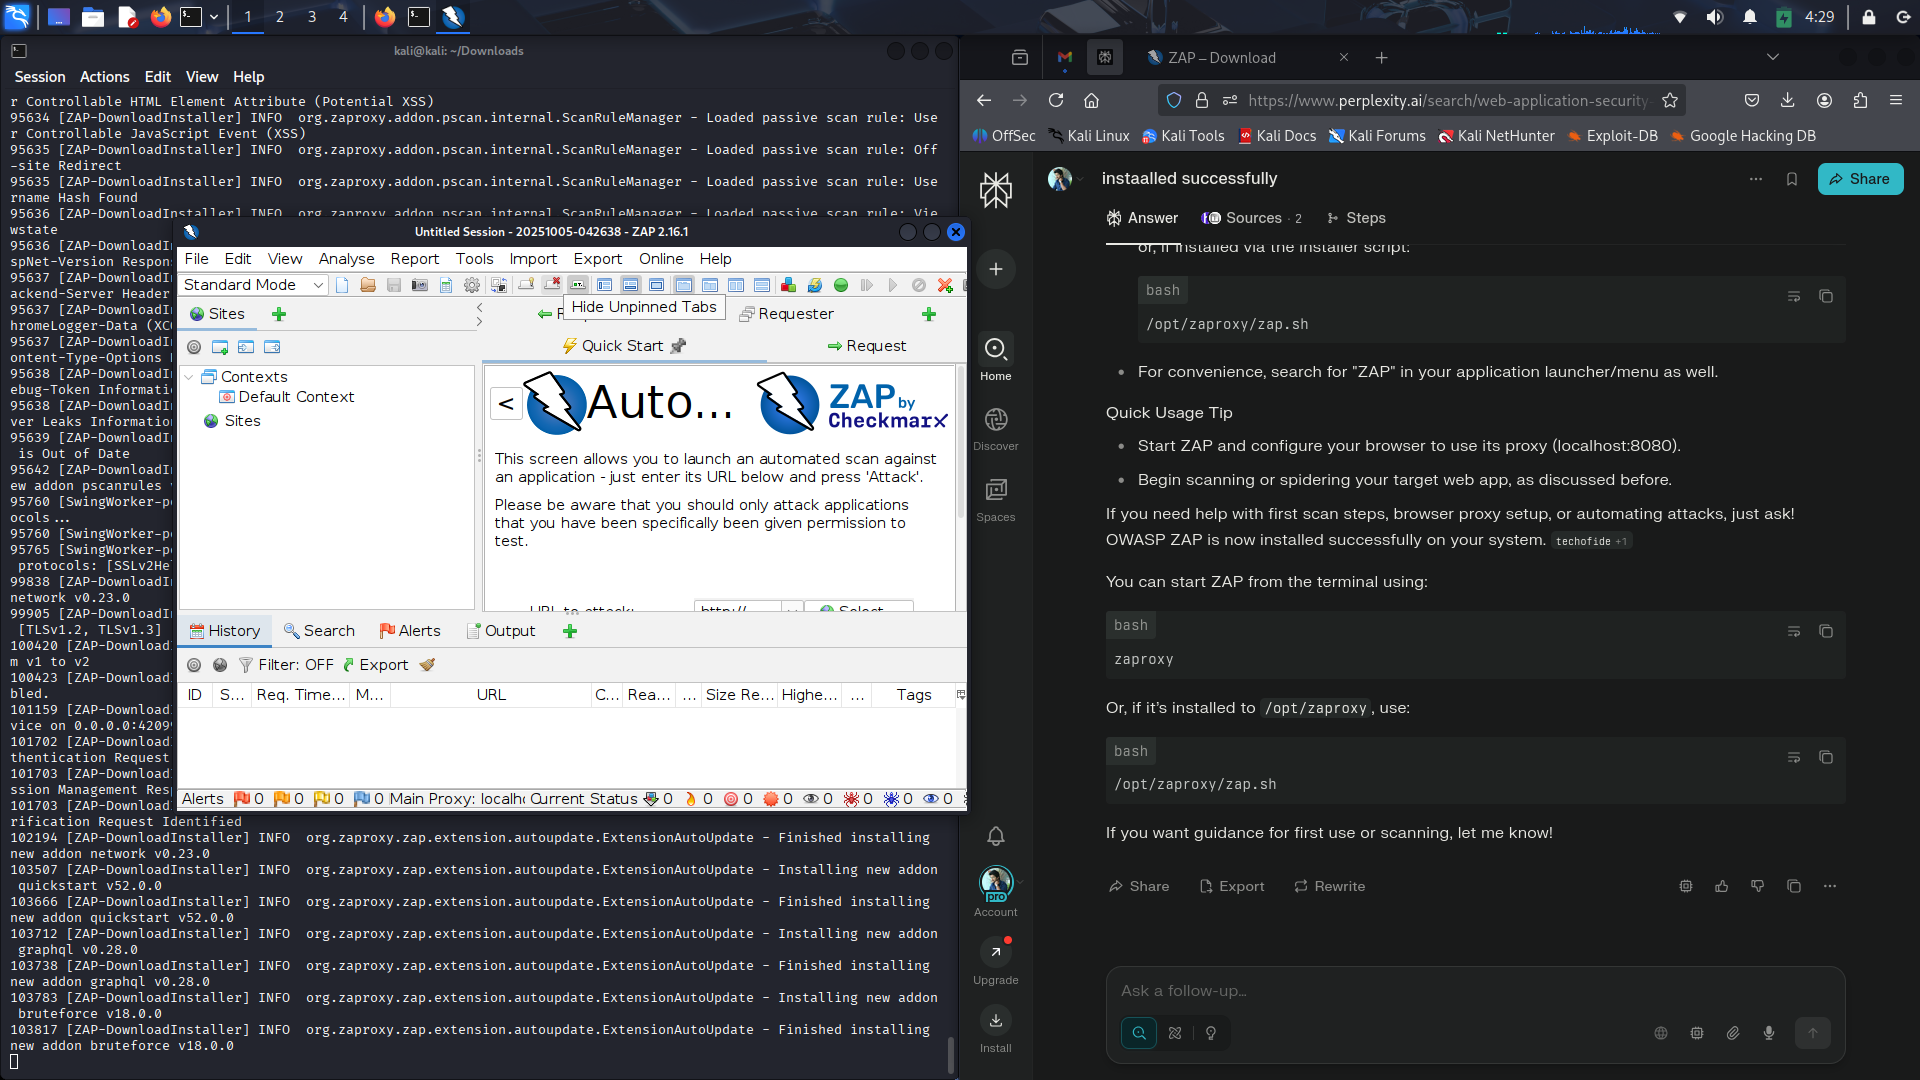 1
2
3
4
4:29
kali@kali: ~/Downloads
Session Actions Edit View Help
r Controllable HTML Element Attribute (Potential XSS)
95634 [ZAP-DownloadInstaller] INFO  org.zaproxy.addon.pscan.internal.ScanRuleManager - Loaded passive scan rule: Use
r Controllable JavaScript Event (XSS)
95635 [ZAP-DownloadInstaller] INFO  org.zaproxy.addon.pscan.internal.ScanRuleManager - Loaded passive scan rule: Off
-site Redirect
95635 [ZAP-DownloadInstaller] INFO  org.zaproxy.addon.pscan.internal.ScanRuleManager - Loaded passive scan rule: Use
rname Hash Found
95636 [ZAP-DownloadInstaller] INFO  org.zaproxy.addon.pscan.internal.ScanRuleManager - Loaded passive scan rule: Vie
wstate
95636 [ZAP-DownloadI
spNet-Version Respon
95637 [ZAP-DownloadI
ackend-Server Header
95637 [ZAP-DownloadI
hromeLogger-Data (XC
95637 [ZAP-DownloadI
ontent-Type-Options
95638 [ZAP-DownloadI
ebug-Token Informati
95638 [ZAP-DownloadI
ver Leaks Information
95639 [ZAP-DownloadI
is Out of Date
95642 [ZAP-DownloadI
ew addon pscanrules
95760 [SwingWorker-p
ocols...
95760 [SwingWorker-p
95765 [SwingWorker-p
protocols: [SSLv2He
99838 [ZAP-DownloadI
network v0.23.0
99905 [ZAP-DownloadI
[TLSv1.2, TLSv1.3]
100420 [ZAP-Download
m v1 to v2
100423 [ZAP-Download
bled.
101159 [ZAP-Download
vice on 0.0.0.0:4209
101702 [ZAP-Download
thentication Request
101703 [ZAP-Download
ssion Management Res
101703 [ZAP-Download
rification Request Identified
102194 [ZAP-DownloadInstaller] INFO  org.zaproxy.zap.extension.autoupdate.ExtensionAutoUpdate - Finished installing
new addon network v0.23.0
103507 [ZAP-DownloadInstaller] INFO  org.zaproxy.zap.extension.autoupdate.ExtensionAutoUpdate - Installing new addon
quickstart v52.0.0
103666 [ZAP-DownloadInstaller] INFO  org.zaproxy.zap.extension.autoupdate.ExtensionAutoUpdate - Finished installing
new addon quickstart v52.0.0
103712 [ZAP-DownloadInstaller] INFO  org.zaproxy.zap.extension.autoupdate.ExtensionAutoUpdate - Installing new addon
graphql v0.28.0
103738 [ZAP-DownloadInstaller] INFO  org.zaproxy.zap.extension.autoupdate.ExtensionAutoUpdate - Finished installing
new addon graphql v0.28.0
103783 [ZAP-DownloadInstaller] INFO  org.zaproxy.zap.extension.autoupdate.ExtensionAutoUpdate - Installing new addon
bruteforce v18.0.0
103817 [ZAP-DownloadInstaller] INFO  org.zaproxy.zap.extension.autoupdate.ExtensionAutoUpdate - Finished installing
new addon bruteforce v18.0.0
Untitled Session - 20251005-042638 - ZAP 2.16.1
File Edit View Analyse Report Tools Import Export Online Help
Standard Mode
Hide Unpinned Tabs
Sites
Requester
Quick Start
Request
Contexts
Default Context
Sites
<
Auto...
ZAP by
Checkmarx
This screen allows you to launch an automated scan against
an application - just enter its URL below and press 'Attack'.
Please be aware that you should only attack applications
that you have been specifically been given permission to
test.
URL to attack: http:// Select...
History Search Alerts Output
Filter: OFF Export
ID S... Req. Time... M... URL C... Rea... ... Size Re... Highe... ... Tags
Alerts 0 0 0 0 Main Proxy: localho Current Status 0 0 0 0 0 0 0 0
ZAP – Download
https://www.perplexity.ai/search/web-application-security-
OffSec Kali Linux Kali Tools Kali Docs Kali Forums Kali NetHunter Exploit-DB Google Hacking DB
instaalled successfully
Share
Answer Sources · 2 Steps
or, if installed via the installer script:
bash
/opt/zaproxy/zap.sh
• For convenience, search for "ZAP" in your application launcher/menu as well.
Quick Usage Tip
• Start ZAP and configure your browser to use its proxy (localhost:8080).
• Begin scanning or spidering your target web app, as discussed before.
If you need help with first scan steps, browser proxy setup, or automating attacks, just ask!
OWASP ZAP is now installed successfully on your system. techofide +1
You can start ZAP from the terminal using:
bash
zaproxy
Or, if it's installed to /opt/zaproxy, use:
bash
/opt/zaproxy/zap.sh
If you want guidance for first use or scanning, let me know!
Share Export Rewrite
Ask a follow-up...
Home
Discover
Spaces
pro
Account
Upgrade
Install